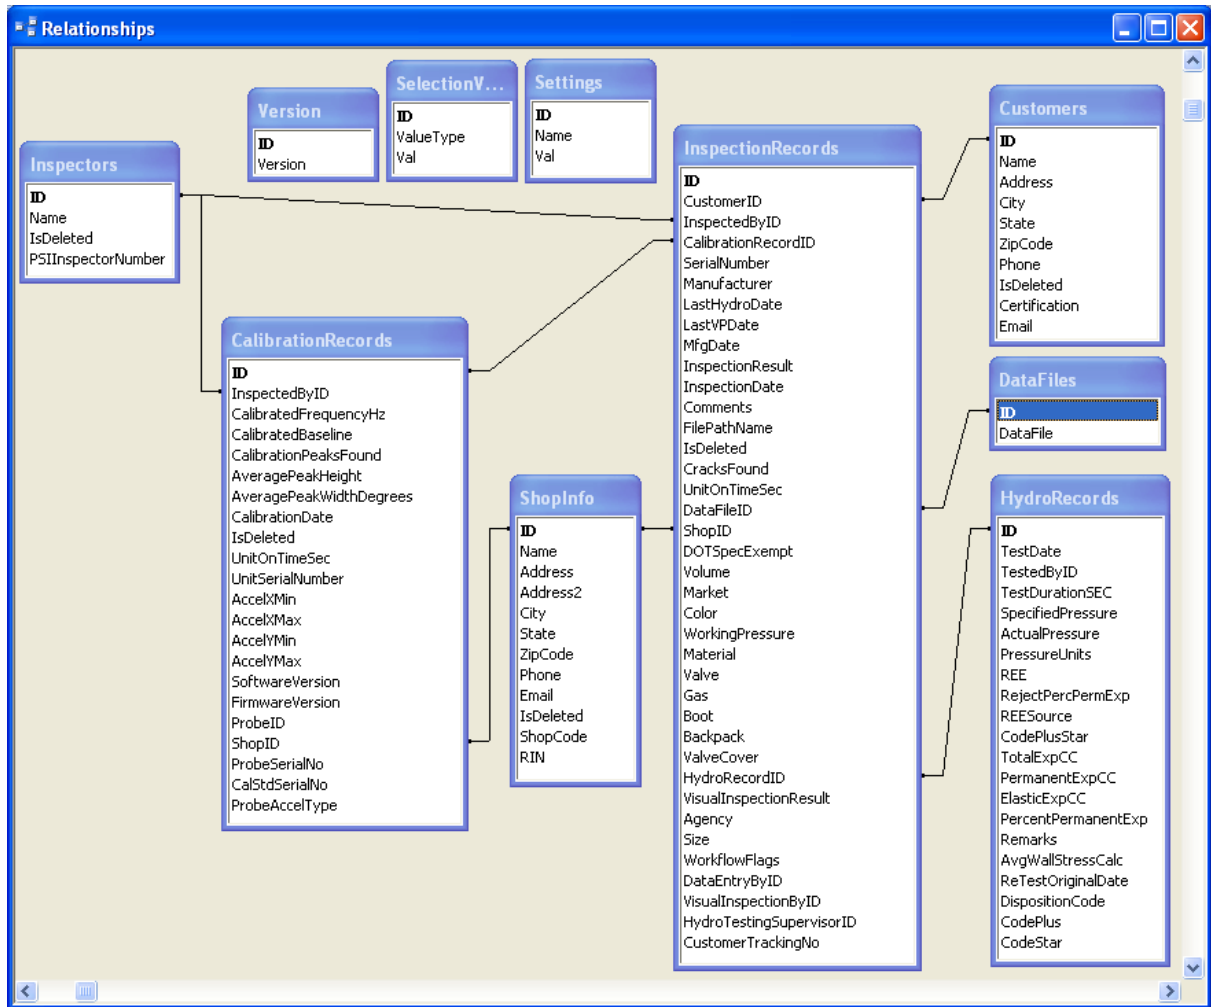 Relationships
Inspectors
ID
Name
IsDeleted
PSIInspectorNumber
Version
ID
Version
SelectionV...
ID
ValueType
Val
Settings
ID
Name
Val
CalibrationRecords
ID
InspectedByID
CalibratedFrequencyHz
CalibratedBaseline
CalibrationPeaksFound
AveragePeakHeight
AveragePeakWidthDegrees
CalibrationDate
IsDeleted
UnitOnTimeSec
UnitSerialNumber
AccelXMin
AccelXMax
AccelYMin
AccelYMax
SoftwareVersion
FirmwareVersion
ProbeID
ShopID
ProbeSerialNo
CalStdSerialNo
ProbeAccelType
ShopInfo
ID
Name
Address
Address2
City
State
ZipCode
Phone
Email
IsDeleted
ShopCode
RIN
InspectionRecords
ID
CustomerID
InspectedByID
CalibrationRecordID
SerialNumber
Manufacturer
LastHydroDate
LastVPDate
MfgDate
InspectionResult
InspectionDate
Comments
FilePathName
IsDeleted
CracksFound
UnitOnTimeSec
DataFileID
ShopID
DOTSpecExempt
Volume
Market
Color
WorkingPressure
Material
Valve
Gas
Boot
Backpack
ValveCover
HydroRecordID
VisualInspectionResult
Agency
Size
WorkflowFlags
DataEntryByID
VisualInspectionByID
HydroTestingSupervisorID
CustomerTrackingNo
Customers
ID
Name
Address
City
State
ZipCode
Phone
IsDeleted
Certification
Email
DataFiles
ID
DataFile
HydroRecords
ID
TestDate
TestedByID
TestDurationSEC
SpecifiedPressure
ActualPressure
PressureUnits
REE
RejectPercPermExp
REESource
CodePlusStar
TotalExpCC
PermanentExpCC
ElasticExpCC
PercentPermanentExp
Remarks
AvgWallStressCalc
ReTestOriginalDate
DispositionCode
CodePlus
CodeStar